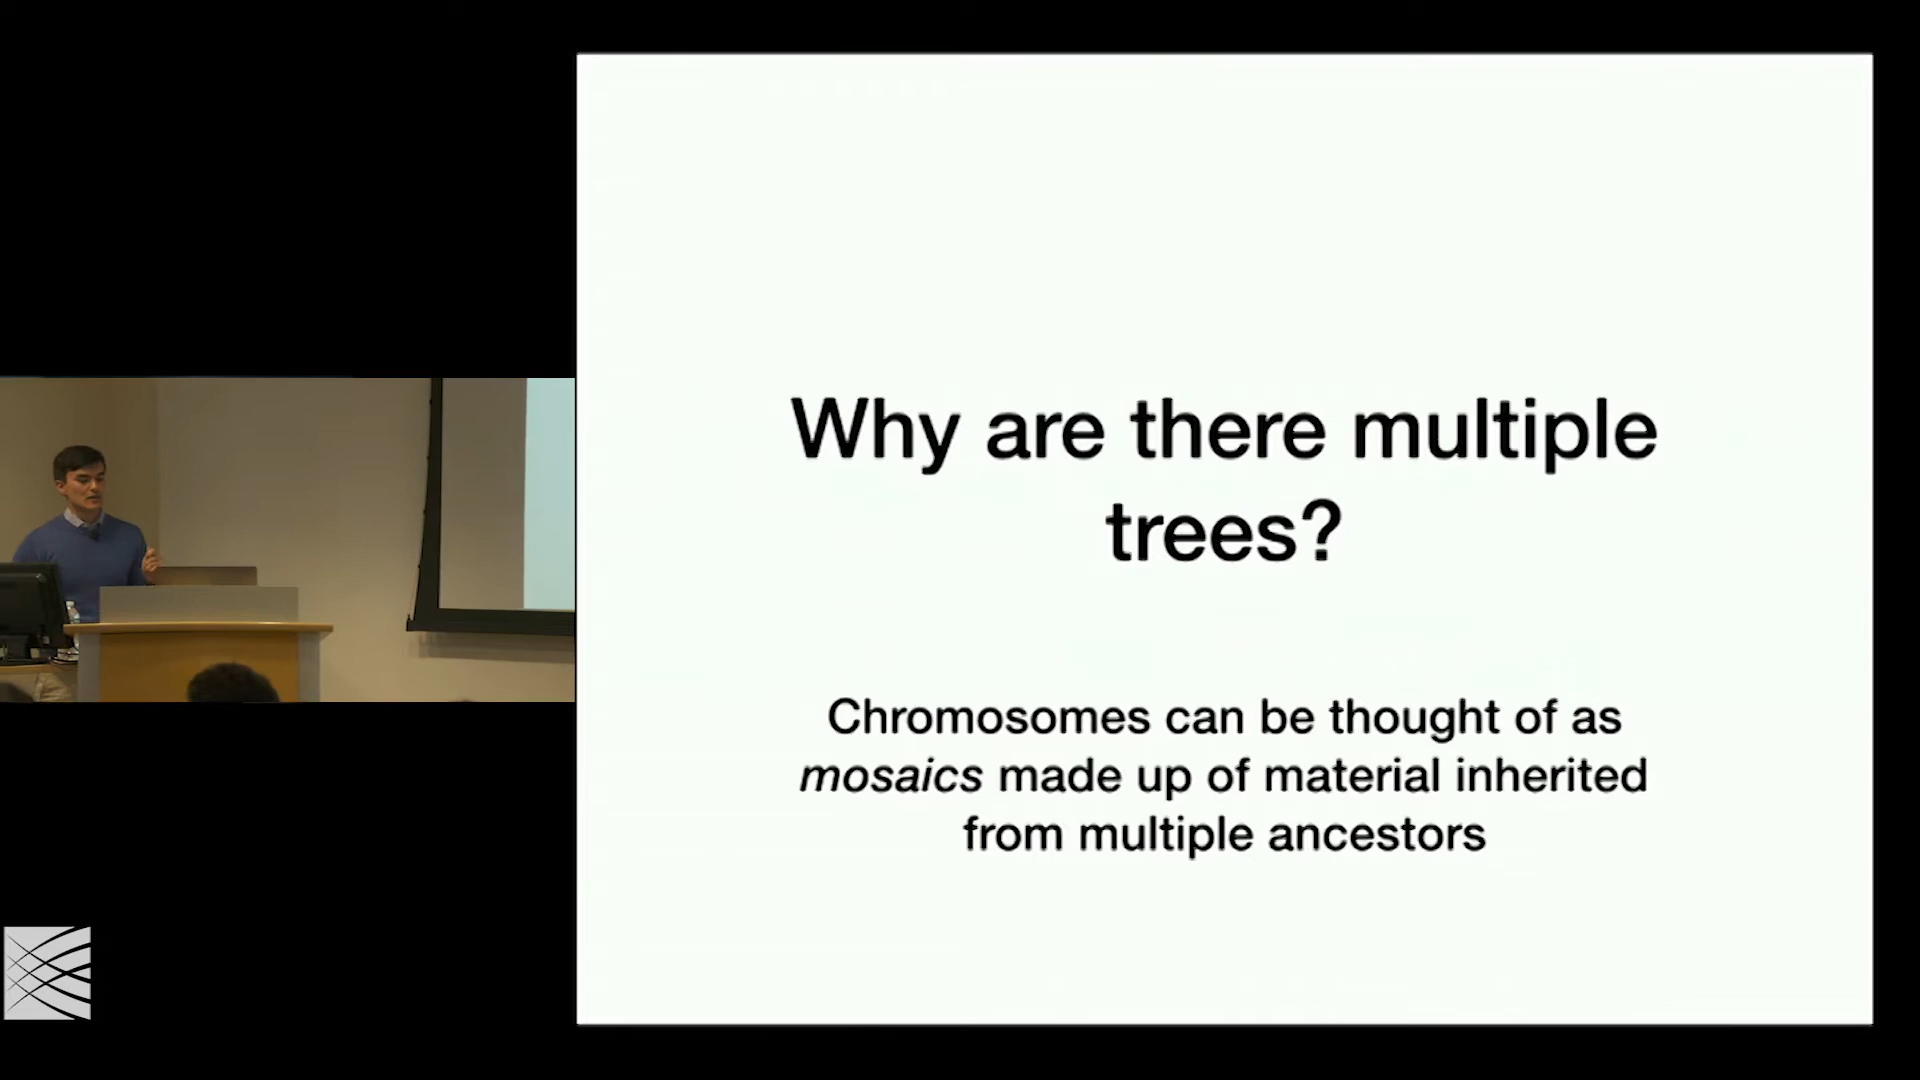 Why are there multiple
trees?
Chromosomes can be thought of as
mosaics made up of material inherited
from multiple ancestors